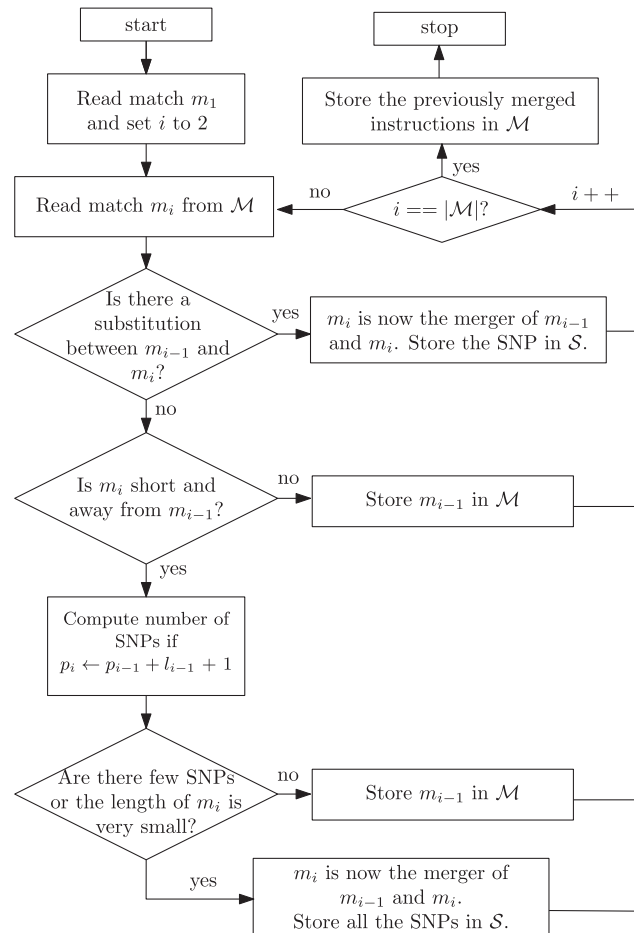 start
stop
Read match m₁
and set i to 2
Store the previously merged
instructions in ℳ
yes
no
i == |ℳ|?
i + +
Read match mᵢ from ℳ
Is there a
substitution
between mᵢ₋₁ and
mᵢ?
yes
mᵢ is now the merger of mᵢ₋₁
and mᵢ. Store the SNP in 𝒮.
no
Is mᵢ short and
away from mᵢ₋₁?
no
Store mᵢ₋₁ in ℳ
yes
Compute number of
SNPs if
pᵢ ← pᵢ₋₁ + lᵢ₋₁ + 1
Are there few SNPs
or the length of mᵢ is
very small?
no
Store mᵢ₋₁ in ℳ
yes
mᵢ is now the merger of
mᵢ₋₁ and mᵢ.
Store all the SNPs in 𝒮.